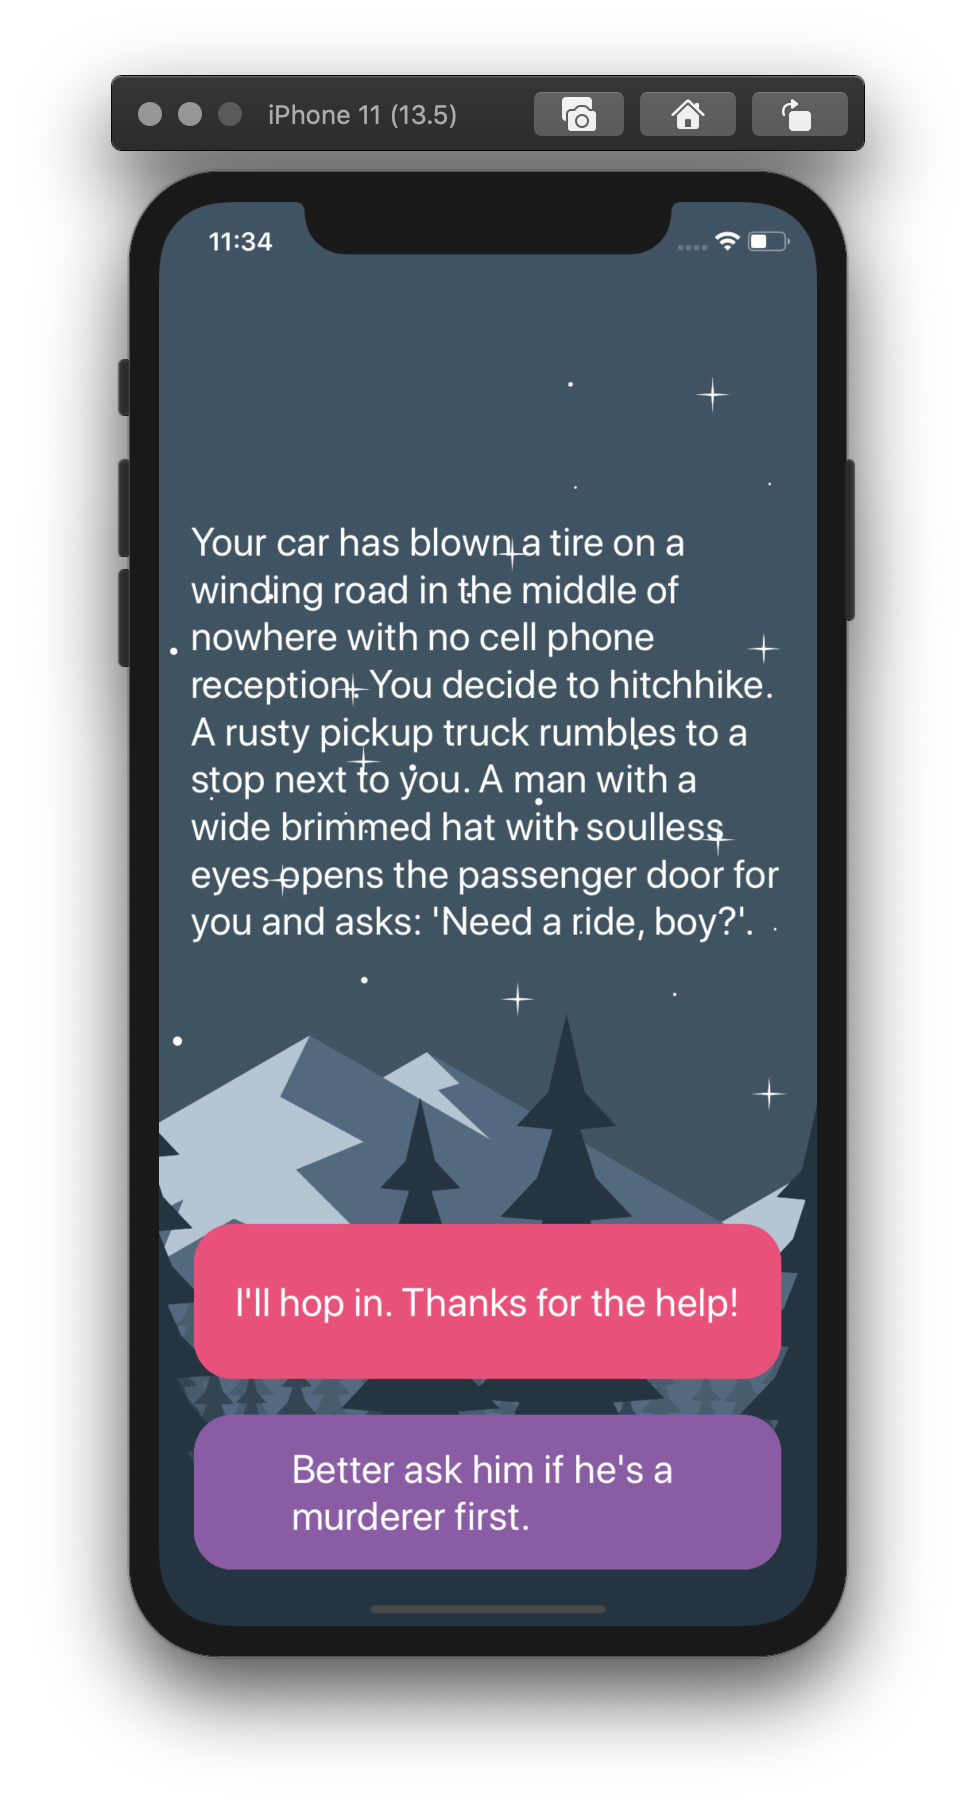 iPhone 11 (13.5)
11:34
Your car has blown a tire on a
winding road in the middle of
nowhere with no cell phone
reception. You decide to hitchhike.
A rusty pickup truck rumbles to a
stop next to you. A man with a
wide brimmed hat with soulless
eyes opens the passenger door for
you and asks: 'Need a ride, boy?'.
I'll hop in. Thanks for the help!
Better ask him if he's a
murderer first.